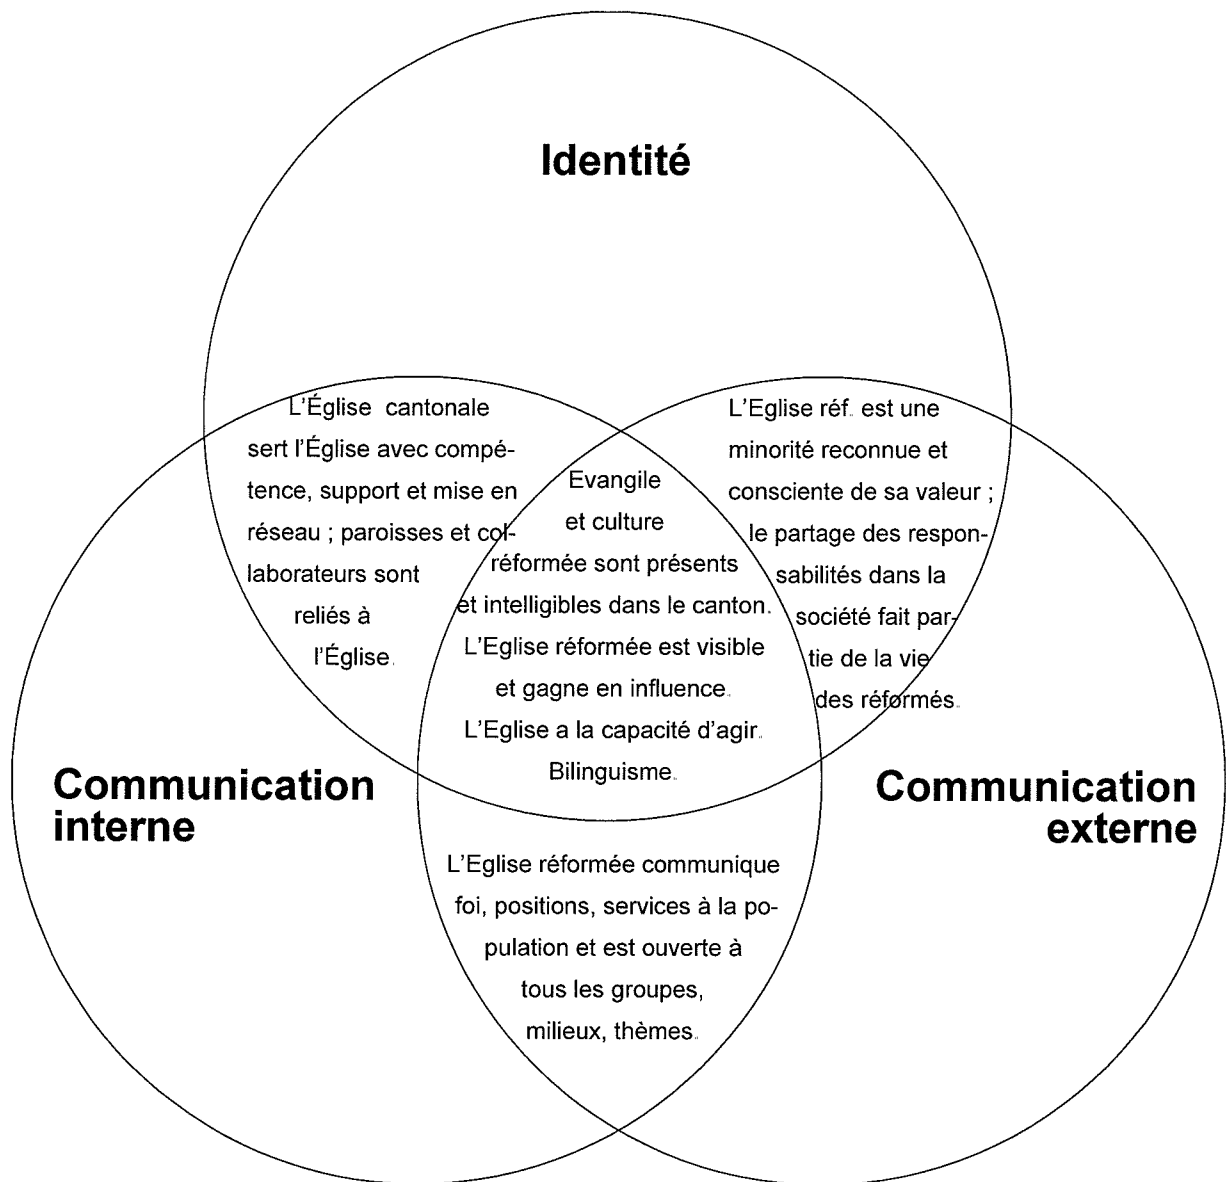 Identité
L'Église cantonale
sert l'Église avec compé-
tence, support et mise en
réseau ; paroisses et col-
laborateurs sont
reliés à
l'Église.
Evangile
et culture
réformée sont présents
et intelligibles dans le canton.
L'Eglise réformée est visible
et gagne en influence.
L'Eglise a la capacité d'agir.
Bilinguisme.
L'Eglise réf. est une
minorité reconnue et
consciente de sa valeur ;
le partage des respon-
sabilités dans la
société fait par-
tie de la vie
des réformés.
Communication
interne
Communication
externe
L'Eglise réformée communique
foi, positions, services à la po-
pulation et est ouverte à
tous les groupes,
milieux, thèmes.